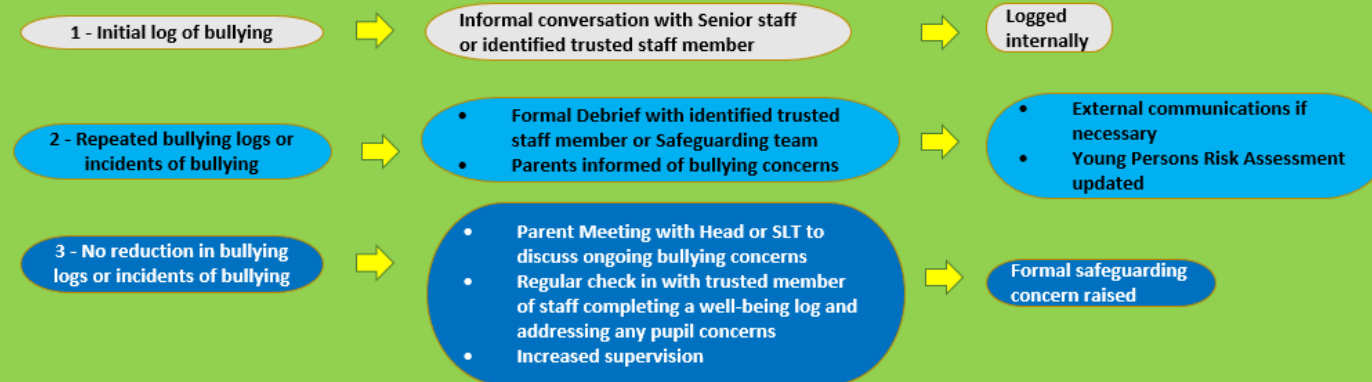 1 - Initial log of bullying
Informal conversation with Senior staff
or identified trusted staff member
Logged
internally
2 - Repeated bullying logs or
incidents of bullying
• Formal Debrief with identified trusted
staff member or Safeguarding team
• Parents informed of bullying concerns
• External communications if
necessary
• Young Persons Risk Assessment
updated
3 - No reduction in bullying
logs or incidents of bullying
• Parent Meeting with Head or SLT to
discuss ongoing bullying concerns
• Regular check in with trusted member
of staff completing a well-being log and
addressing any pupil concerns
• Increased supervision
Formal safeguarding
concern raised